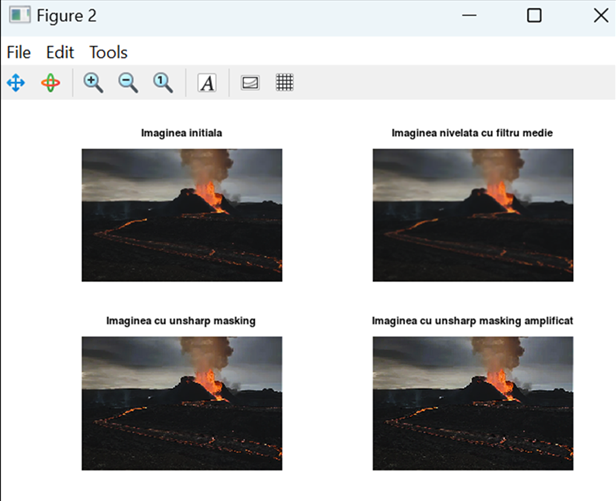 Figure 2
File Edit Tools
1 A
Imaginea initiala
Imaginea nivelata cu filtru medie
Imaginea cu unsharp masking
Imaginea cu unsharp masking amplificat